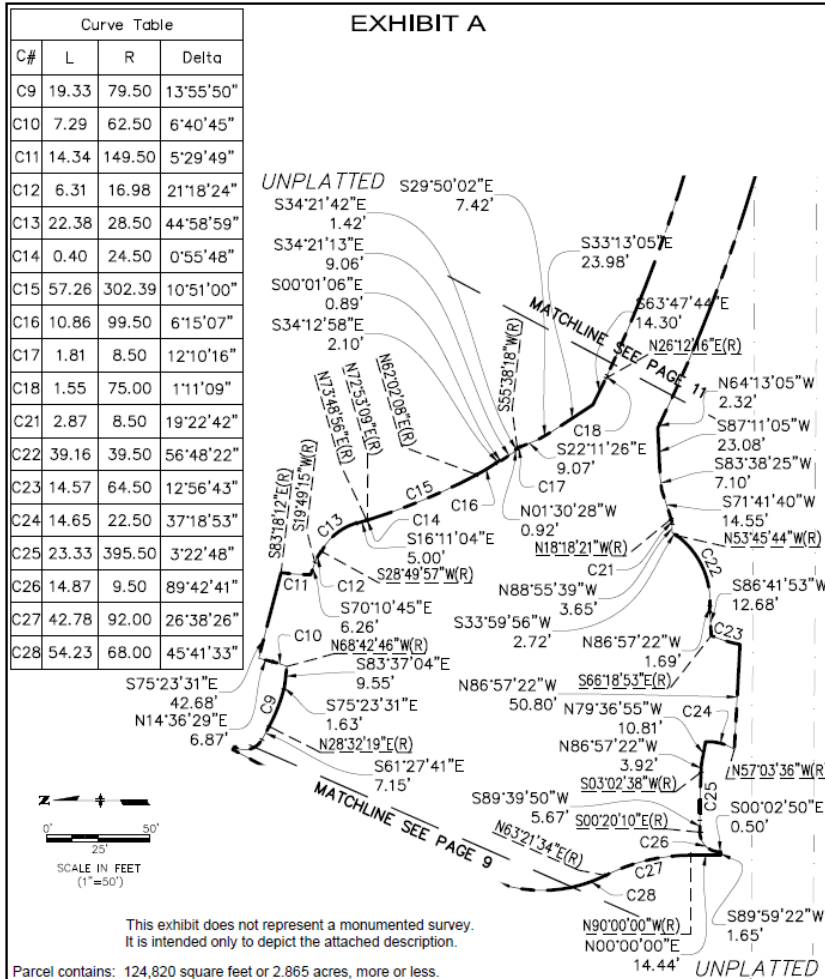 EXHIBIT A
Curve Table
C# L R Delta
C9 19.33 79.50 13°55'50"
C10 7.29 62.50 6°40'45"
C11 14.34 149.50 5°29'49"
C12 6.31 16.98 21°18'24"
C13 22.38 28.50 44°58'59"
C14 0.40 24.50 0°55'48"
C15 57.26 302.39 10°51'00"
C16 10.86 99.50 6°15'07"
C17 1.81 8.50 12°10'16"
C18 1.55 75.00 1°11'09"
C21 2.87 8.50 19°22'42"
C22 39.16 39.50 56°48'22"
C23 14.57 64.50 12°56'43"
C24 14.65 22.50 37°18'53"
C25 23.33 395.50 3°22'48"
C26 14.87 9.50 89°42'41"
C27 42.78 92.00 26°38'26"
C28 54.23 68.00 45°41'33"
UNPLATTED
S29°50'02"E
7.42'
S34°21'42"E
1.42'
S34°21'13"E
9.06'
S00°01'06"E
0.89'
S34°12'58"E
2.10'
S33°13'05"E
23.98'
S63°47'44"E
14.30'
N26°12'16"E(R)
MATCHLINE SEE PAGE 11
S55°38'18"W(R)
N62°02'08"E(R)
N72°53'09"E(R)
N73°48'56"E(R)
S19°49'15"W(R)
S83°18'12"E(R)
N64°13'05"W
2.32'
S87°11'05"W
23.08'
S83°38'25"W
7.10'
S71°41'40"W
14.55'
N53°45'44"W(R)
C18
S22°11'26"E
9.07'
C17
C16
C15
C14
C13
C12
C11
N01°30'28"W
0.92'
S16°11'04"E
5.00'
S28°49'57"W(R)
N18°18'21"W(R)
C21
C22
N88°55'39"W
3.65'
S33°59'56"W
2.72'
S86°41'53"W
12.68'
C23
N86°57'22"W
1.69'
S66°18'53"E(R)
S70°10'45"E
6.26'
C10
N68°42'46"W(R)
S83°37'04"E
9.55'
S75°23'31"E
42.68'
N14°36'29"E
6.87'
C9
S75°23'31"E
1.63'
N28°32'19"E(R)
S61°27'41"E
7.15'
N86°57'22"W
50.80'
N79°36'55"W
10.81'
C24
N86°57'22"W
3.92'
N57°03'36"W(R)
S03°02'38"W(R)
C25
S89°39'50"W
5.67'
S00°02'50"E
0.50'
S00°20'10"E(R)
C26
N63°21'34"E(R)
C27
C28
MATCHLINE SEE PAGE 9
S89°59'22"W
1.65'
N90°00'00"W(R)
N00°00'00"E
14.44'
UNPLATTED
Z
0' 50'
25'
SCALE IN FEET
(1"=50')
This exhibit does not represent a monumented survey.
It is intended only to depict the attached description.
Parcel contains: 124,820 square feet or 2.865 acres, more or less.